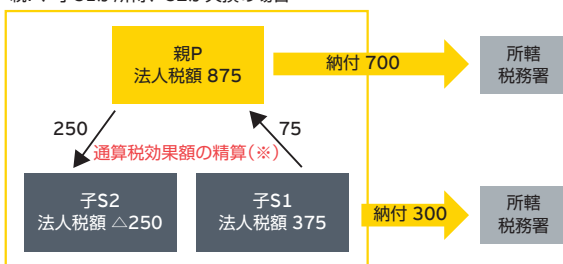 親P
法人税額 875
納付 700
所轄
税務署
250
75
通算税効果額の精算(※)
子S2
法人税額 △250
子S1
法人税額 375
納付 300
所轄
税務署